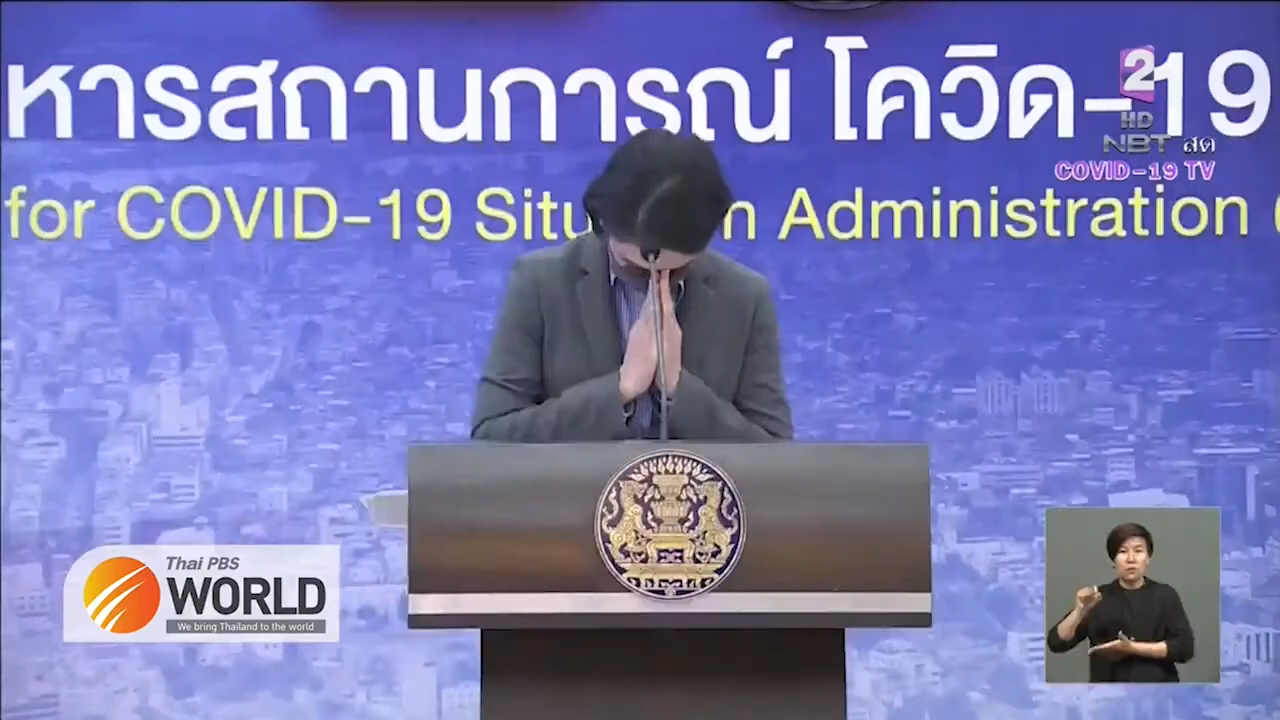 หารสถานการณ์ โควิด-19
for COVID-19 Situ n Administration (
2
HD
NBT สด
COVID-19 TV
Thai PBS
WORLD
We bring Thailand to the world